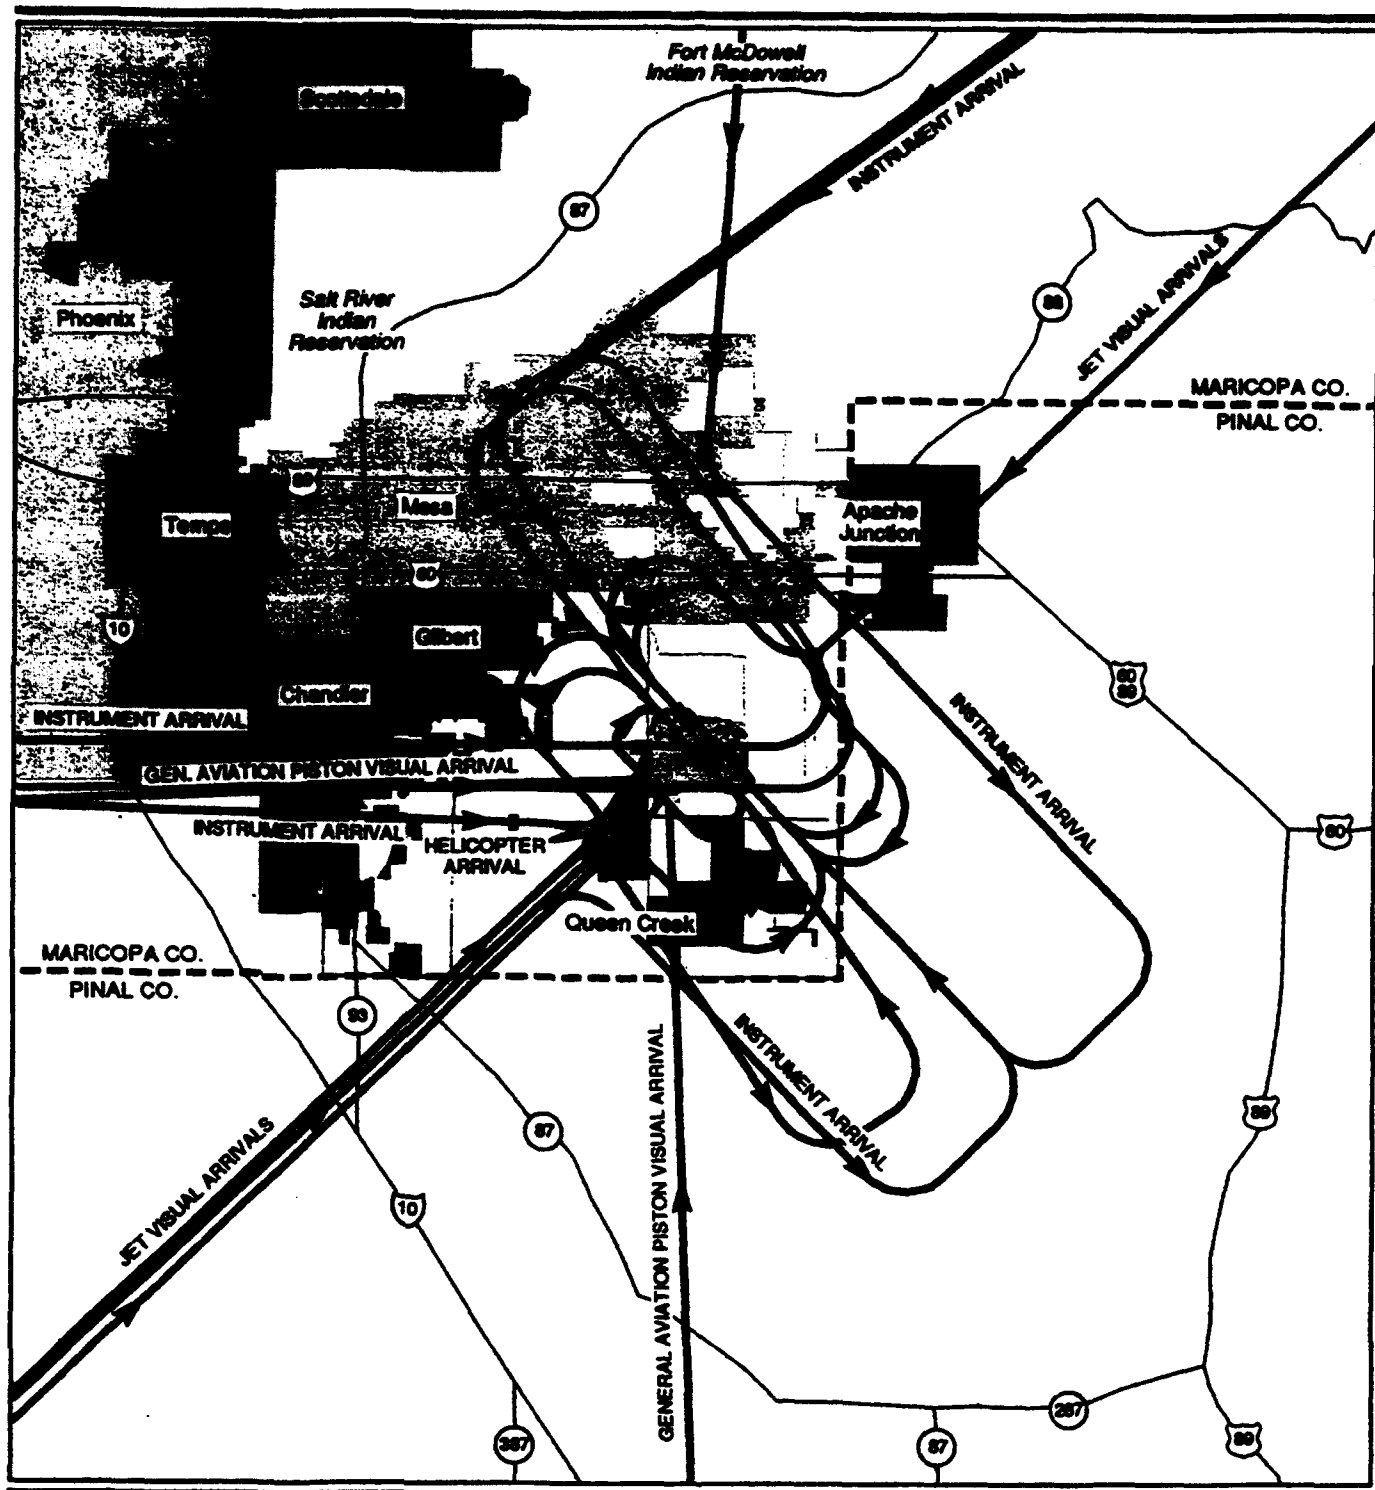 Fort McDowell
Indian Reservation
Scottsdale
INSTRUMENT ARRIVAL
87
Salt River
Indian
Reservation
Phoenix
88
JET VISUAL ARRIVALS
MARICOPA CO.
PINAL CO.
Mesa
Tempe
Apache
Junction
60
10
Gilbert
Chandler
60
INSTRUMENT ARRIVAL
INSTRUMENT ARRIVAL
GEN. AVIATION PISTON VISUAL ARRIVAL
INSTRUMENT ARRIVAL
HELICOPTER
ARRIVAL
60
Queen Creek
MARICOPA CO.
PINAL CO.
93
INSTRUMENT ARRIVAL
GENERAL AVIATION PISTON VISUAL ARRIVAL
JET VISUAL ARRIVALS
87
89
10
287
387
87
89